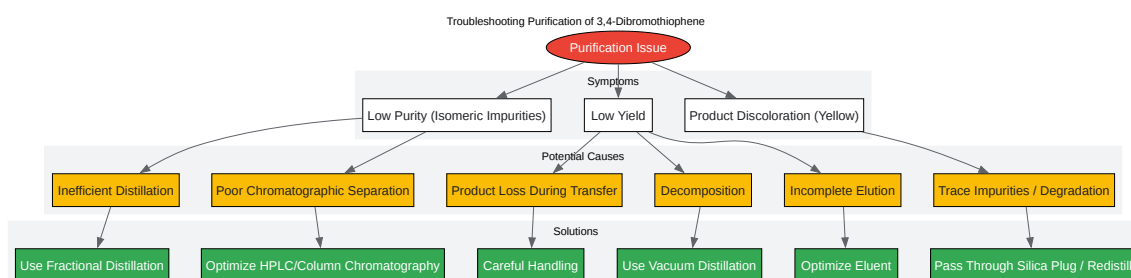 Troubleshooting Purification of 3,4-Dibromothiophene
Purification Issue
Symptoms
Low Purity (Isomeric Impurities)
Low Yield
Product Discoloration (Yellow)
Potential Causes
Inefficient Distillation
Poor Chromatographic Separation
Product Loss During Transfer
Decomposition
Incomplete Elution
Trace Impurities / Degradation
Solutions
Use Fractional Distillation
Optimize HPLC/Column Chromatography
Careful Handling
Use Vacuum Distillation
Optimize Eluent
Pass Through Silica Plug / Redistill